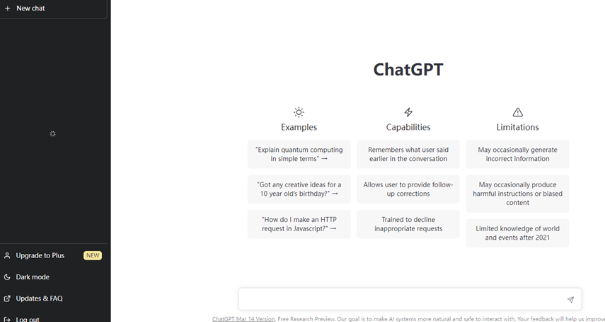 New chat
Upgrade to Plus
NEW
Dark mode
Updates & FAQ
Log out
ChatGPT
Examples
"Explain quantum computing
in simple terms" →
"Got any creative ideas for a
10 year old's birthday?" →
"How do I make an HTTP
request in Javascript?" →
Capabilities
Remembers what user said
earlier in the conversation
Allows user to provide follow-
up corrections
Trained to decline
inappropriate requests
Limitations
May occasionally generate
incorrect information
May occasionally produce
harmful instructions or biased
content
Limited knowledge of world
and events after 2021
ChatGPT Mar 14 Version. Free Research Preview. Our goal is to make AI systems more natural and safe to interact with. Your feedback will help us improve